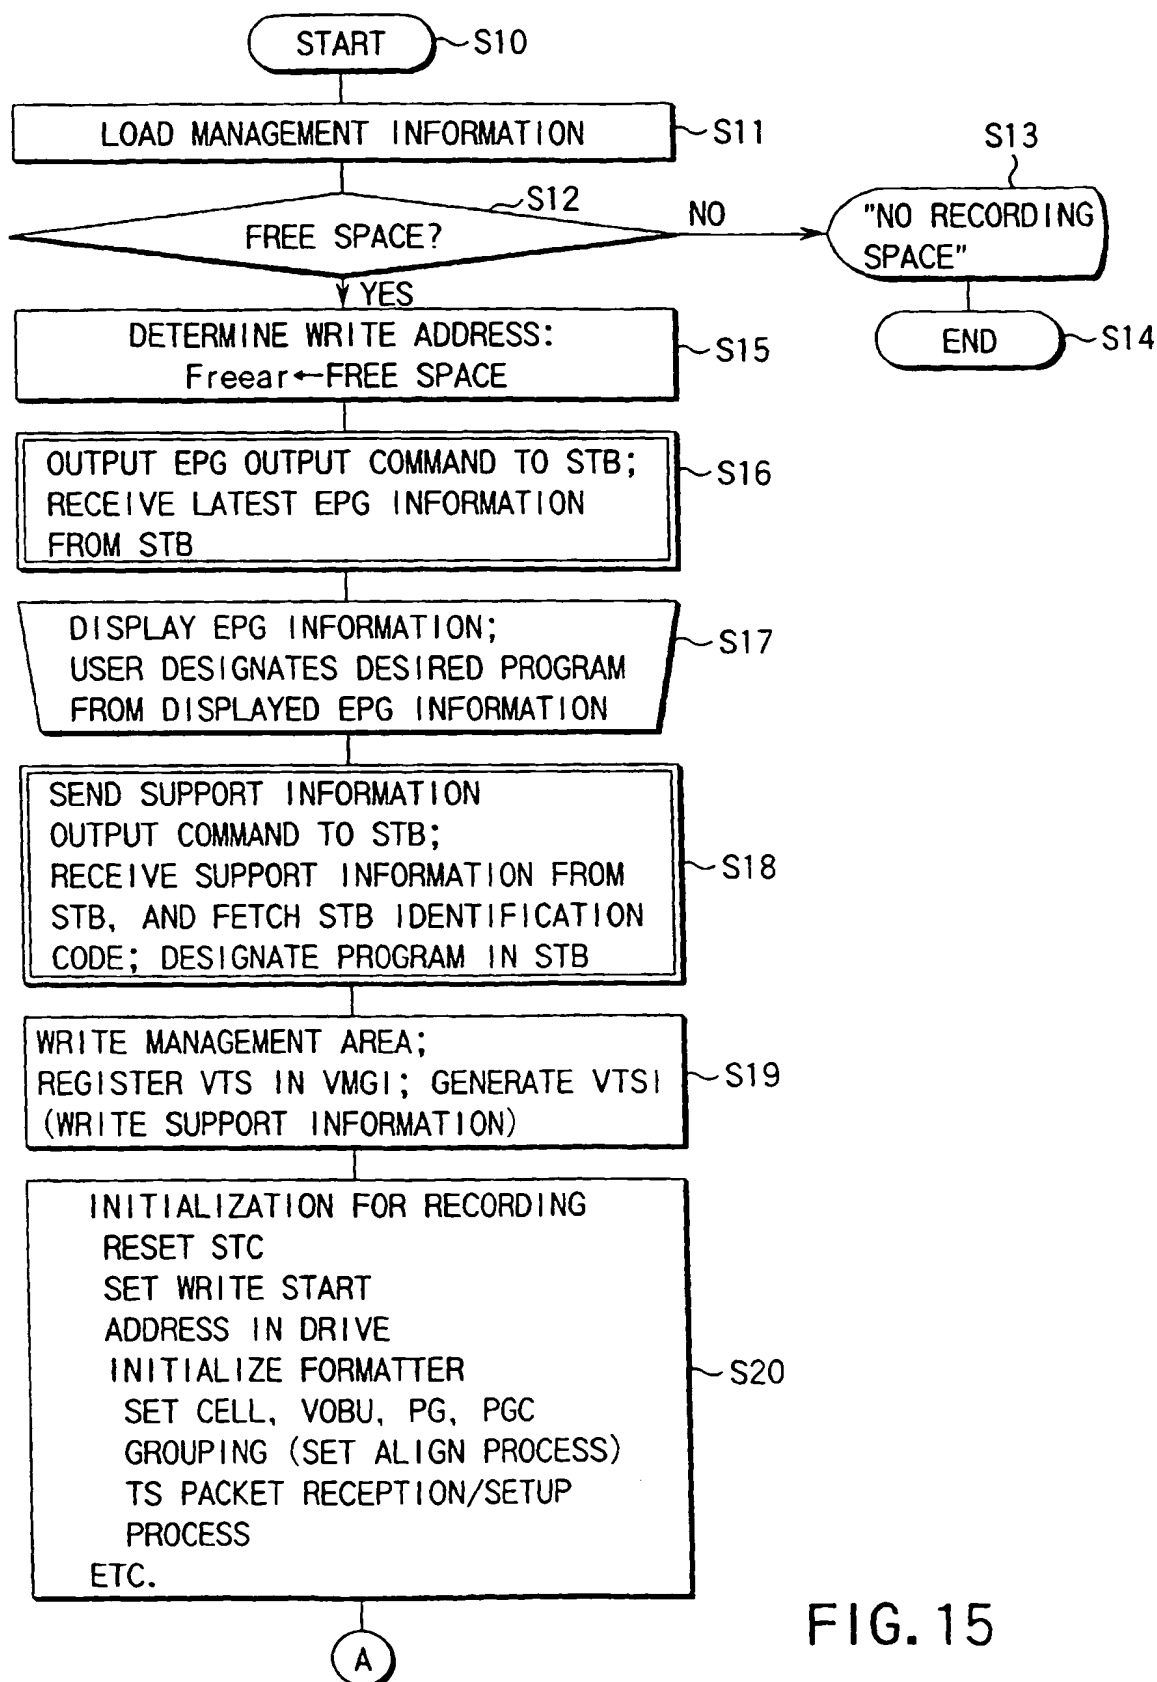 START
S10
LOAD MANAGEMENT INFORMATION
S11
S12
FREE SPACE?
NO
S13
"NO RECORDING
SPACE"
END
S14
YES
DETERMINE WRITE ADDRESS:
Freear←FREE SPACE
S15
OUTPUT EPG OUTPUT COMMAND TO STB;
RECEIVE LATEST EPG INFORMATION
FROM STB
S16
DISPLAY EPG INFORMATION;
USER DESIGNATES DESIRED PROGRAM
FROM DISPLAYED EPG INFORMATION
S17
SEND SUPPORT INFORMATION
OUTPUT COMMAND TO STB;
RECEIVE SUPPORT INFORMATION FROM
STB, AND FETCH STB IDENTIFICATION
CODE; DESIGNATE PROGRAM IN STB
S18
WRITE MANAGEMENT AREA;
REGISTER VTS IN VMGI; GENERATE VTSI
(WRITE SUPPORT INFORMATION)
S19
INITIALIZATION FOR RECORDING
RESET STC
SET WRITE START
ADDRESS IN DRIVE
INITIALIZE FORMATTER
SET CELL, VOBU, PG, PGC
GROUPING (SET ALIGN PROCESS)
TS PACKET RECEPTION/SETUP
PROCESS
ETC.
S20
A
FIG. 15